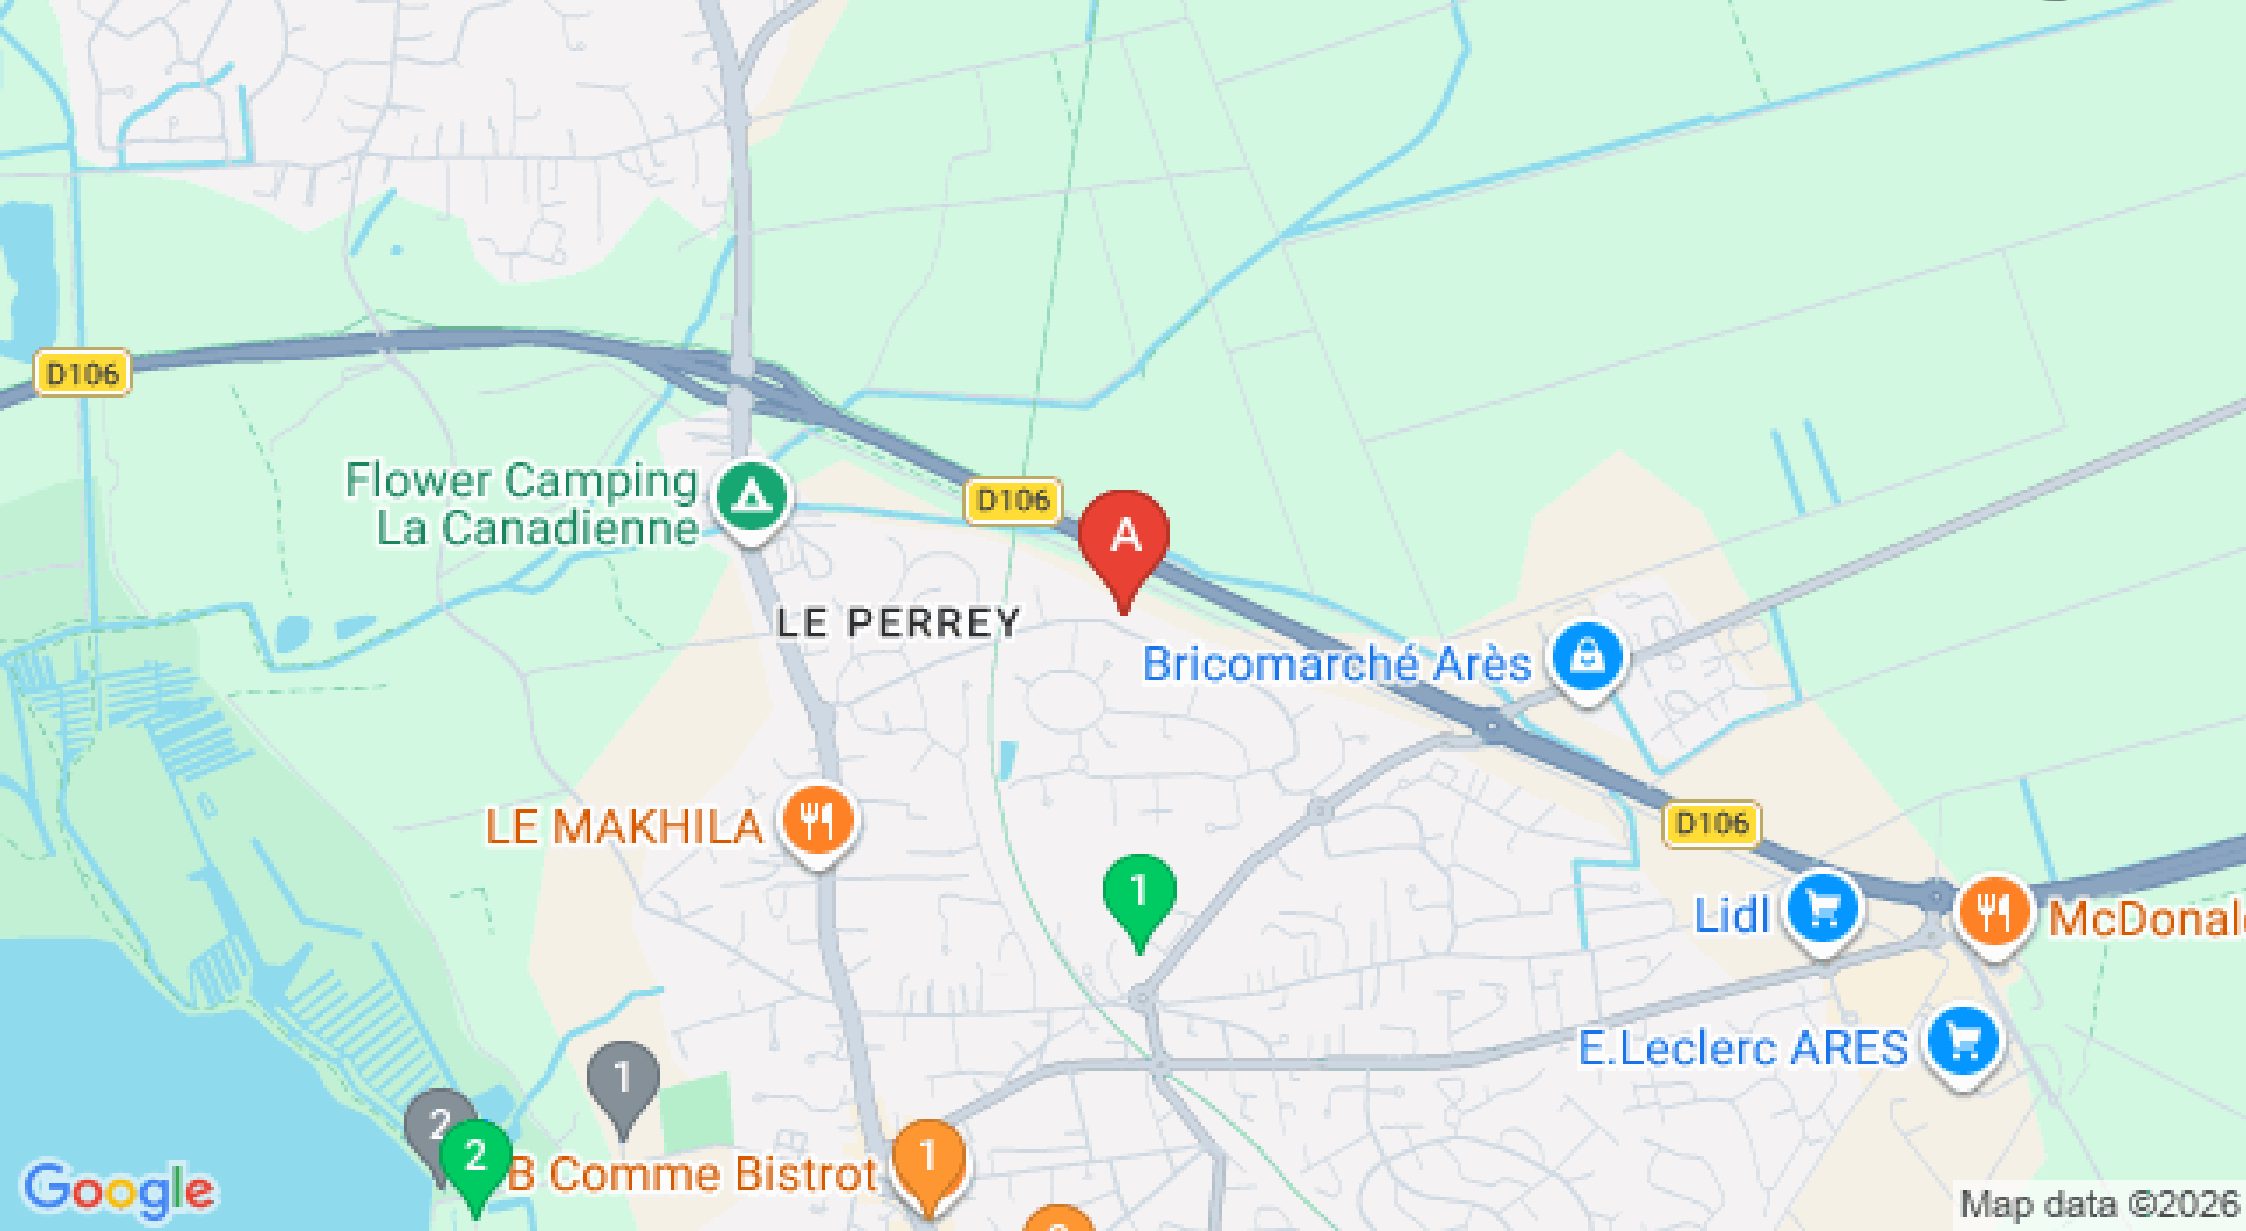 D106
Flower Camping
La Canadienne
D106
A
LE PERREY
Bricomarché Arès
LE MAKHILA
D106
1
Lidl
McDonal
E.Leclerc ARES
1
2
2
B Comme Bistrot
1
Google
Map data ©2026